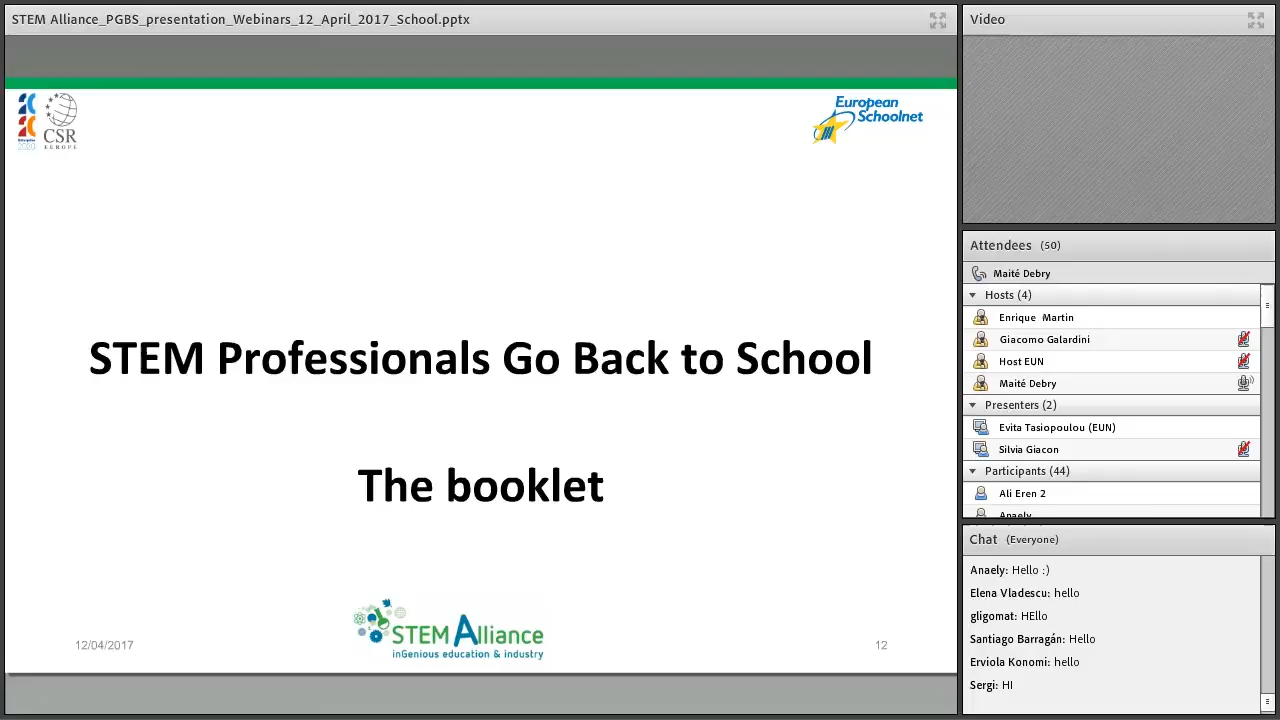 STEM Alliance_PGBS_presentation_Webinars_12_April_2017_School.pptx
CSR
EUROPE
European
Schoolnet
STEM Professionals Go Back to School
The booklet
STEM Alliance
inGenious education & industry
12/04/2017
12
Video
Attendees (50)
Maité Debry
Hosts (4)
Enrique Martin
Giacomo Galardini
Host EUN
Maité Debry
Presenters (2)
Evita Tasiopoulou (EUN)
Silvia Giacon
Participants (44)
Ali Eren 2
Anaely
Chat (Everyone)
Anaely: Hello :)
Elena Vladescu: hello
gligomat: HEllo
Santiago Barragán: Hello
Erviola Konomi: hello
Sergi: HI